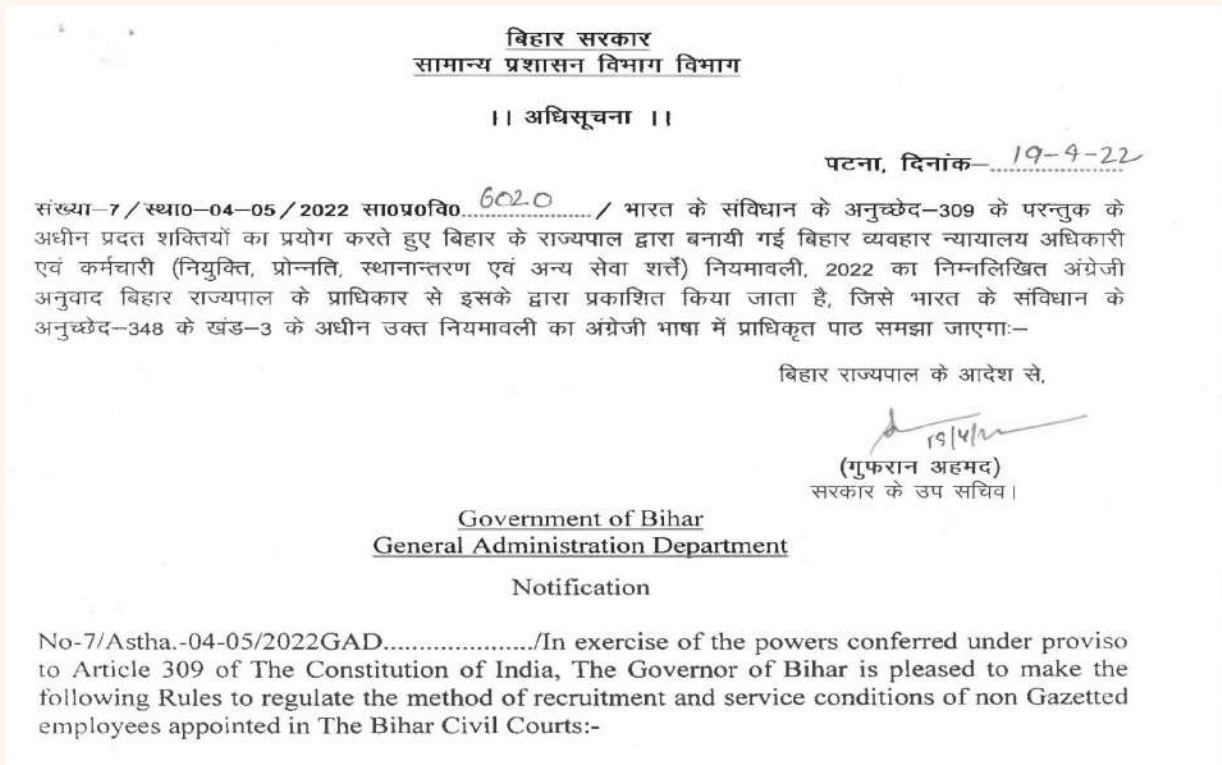 बिहार सरकार
सामान्य प्रशासन विभाग विभाग
।। अधिसूचना ।।
पटना, दिनांक– 19-4-22
संख्या–7/स्था0–04–05/2022 सा0प्र0वि0 6020 / भारत के संविधान के अनुच्छेद–309 के परन्तुक के
अधीन प्रदत शक्तियों का प्रयोग करते हुए बिहार के राज्यपाल द्वारा बनायी गई बिहार व्यवहार न्यायालय अधिकारी
एवं कर्मचारी (नियुक्ति, प्रोन्नति, स्थानान्तरण एवं अन्य सेवा शर्त्तें) नियमावली, 2022 का निम्नलिखित अंग्रेजी
अनुवाद बिहार राज्यपाल के प्राधिकार से इसके द्वारा प्रकाशित किया जाता है, जिसे भारत के संविधान के
अनुच्छेद–348 के खंड–3 के अधीन उक्त नियमावली का अंग्रेजी भाषा में प्राधिकृत पाठ समझा जाएगाः–
बिहार राज्यपाल के आदेश से,
(गुफरान अहमद)
सरकार के उप सचिव।
Government of Bihar
General Administration Department
Notification
No-7/Astha.-04-05/2022GAD....................../In exercise of the powers conferred under proviso
to Article 309 of The Constitution of India, The Governor of Bihar is pleased to make the
following Rules to regulate the method of recruitment and service conditions of non Gazetted
employees appointed in The Bihar Civil Courts:-